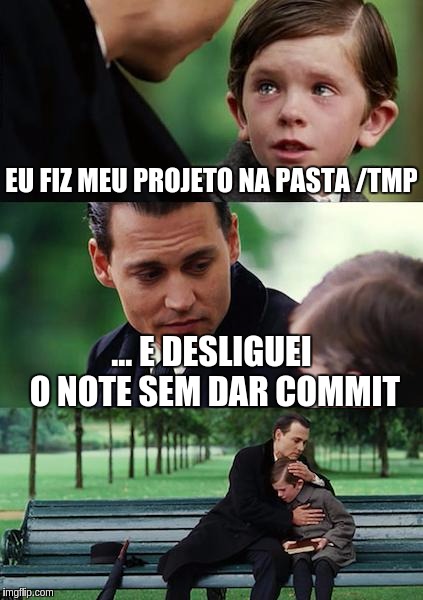 EU FIZ MEU PROJETO NA PASTA /TMP
... E DESLIGUEI
O NOTE SEM DAR COMMIT
imgflip.com